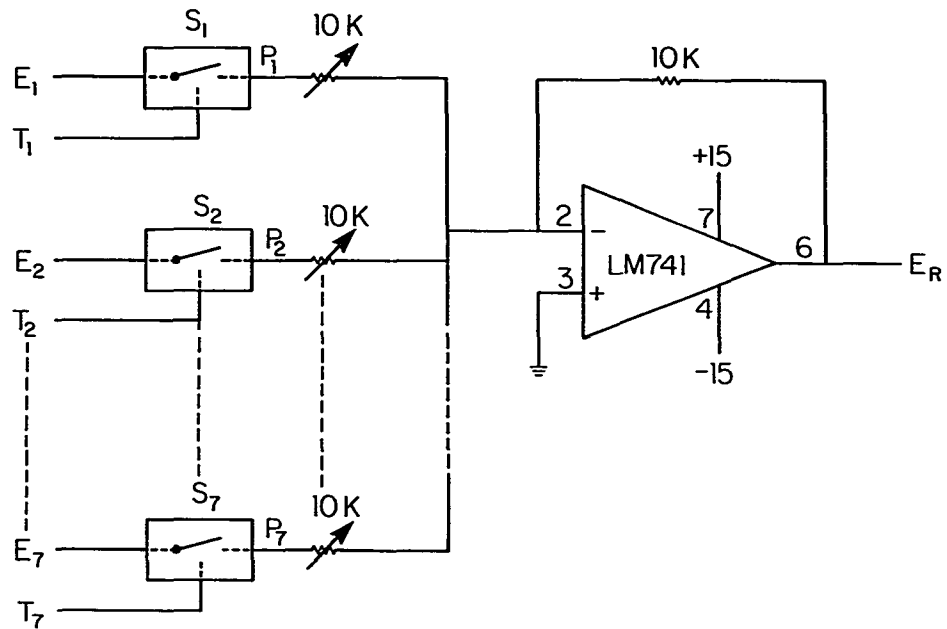 S₁
P₁
10 K
E₁
T₁
10 K
+15
S₂
P₂
10 K
E₂
T₂
2
−
7
LM741
6
E_R
3
+
4
−15
S₇
P₇
10 K
E₇
T₇